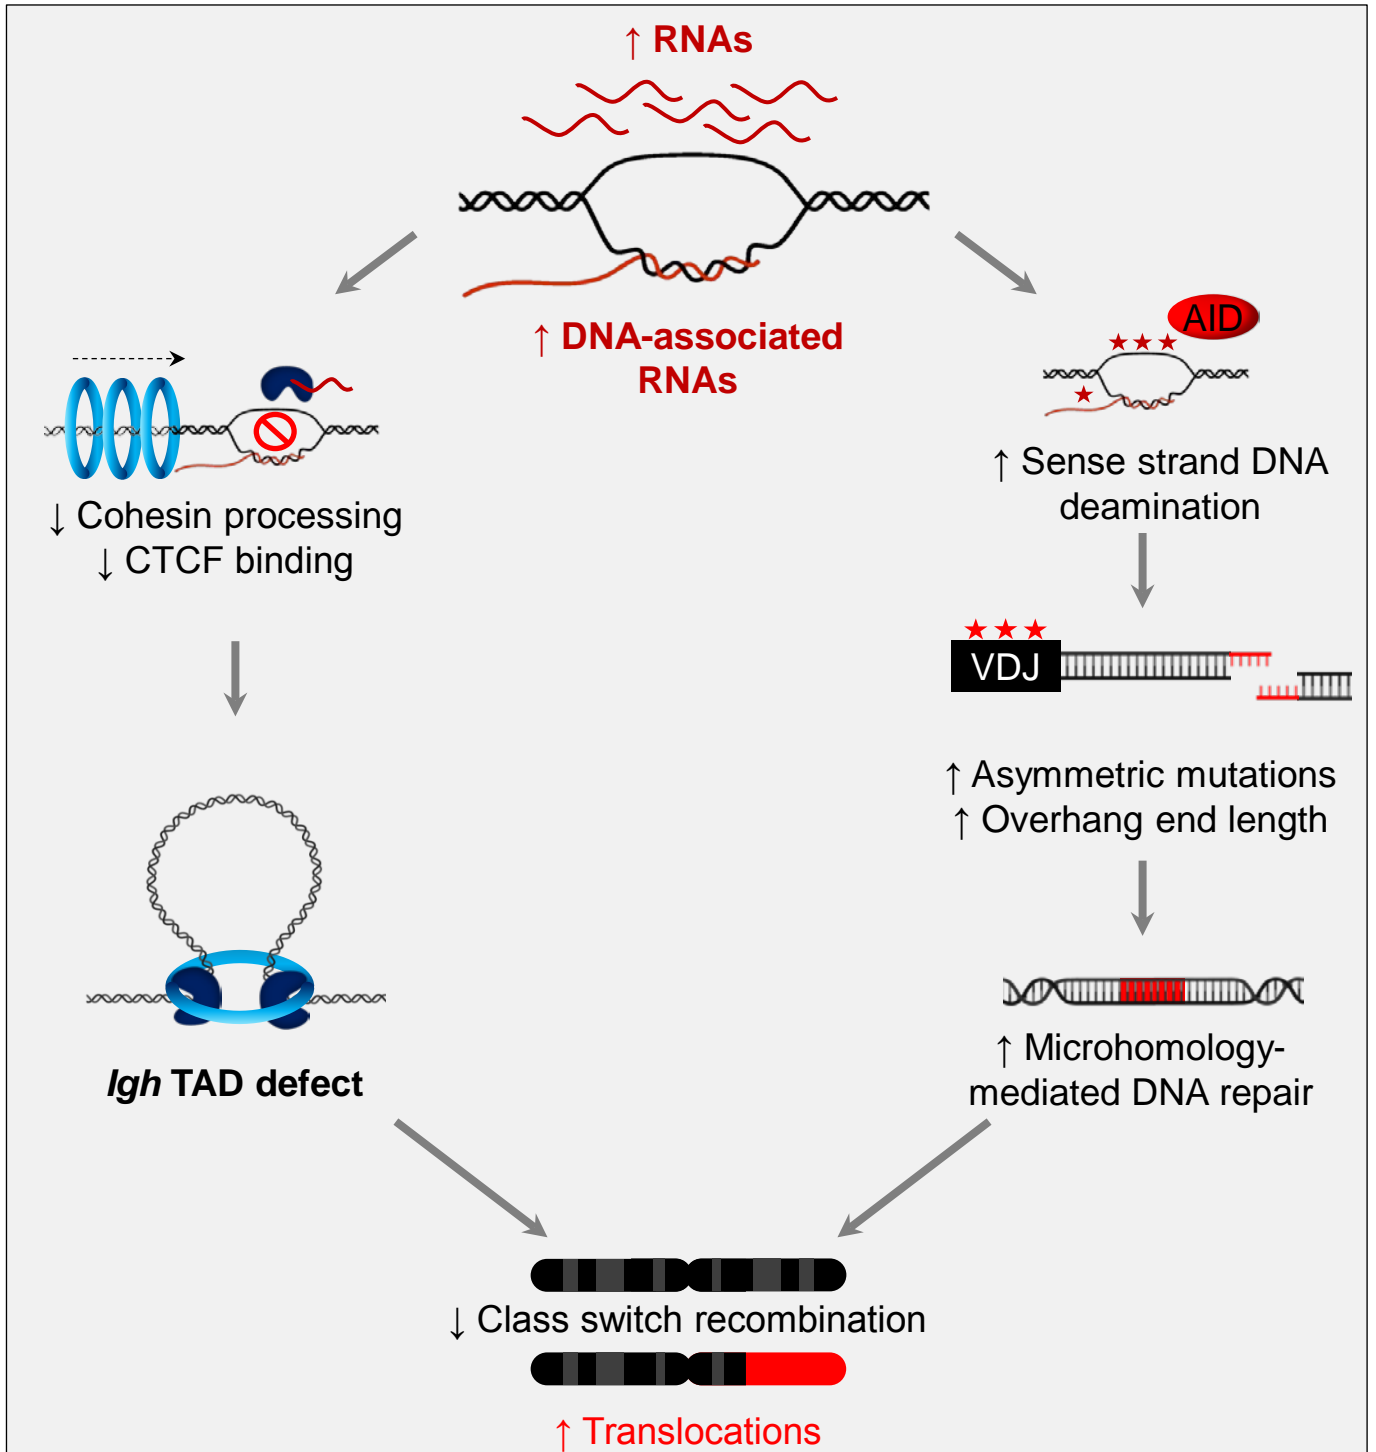 ↑ RNAs
↑ DNA-associated
RNAs
↓ Cohesin processing
↓ CTCF binding
Igh TAD defect
AID
↑ Sense strand DNA
deamination
VDJ
↑ Asymmetric mutations
↑ Overhang end length
↑ Microhomology-
mediated DNA repair
↓ Class switch recombination
↑ Translocations